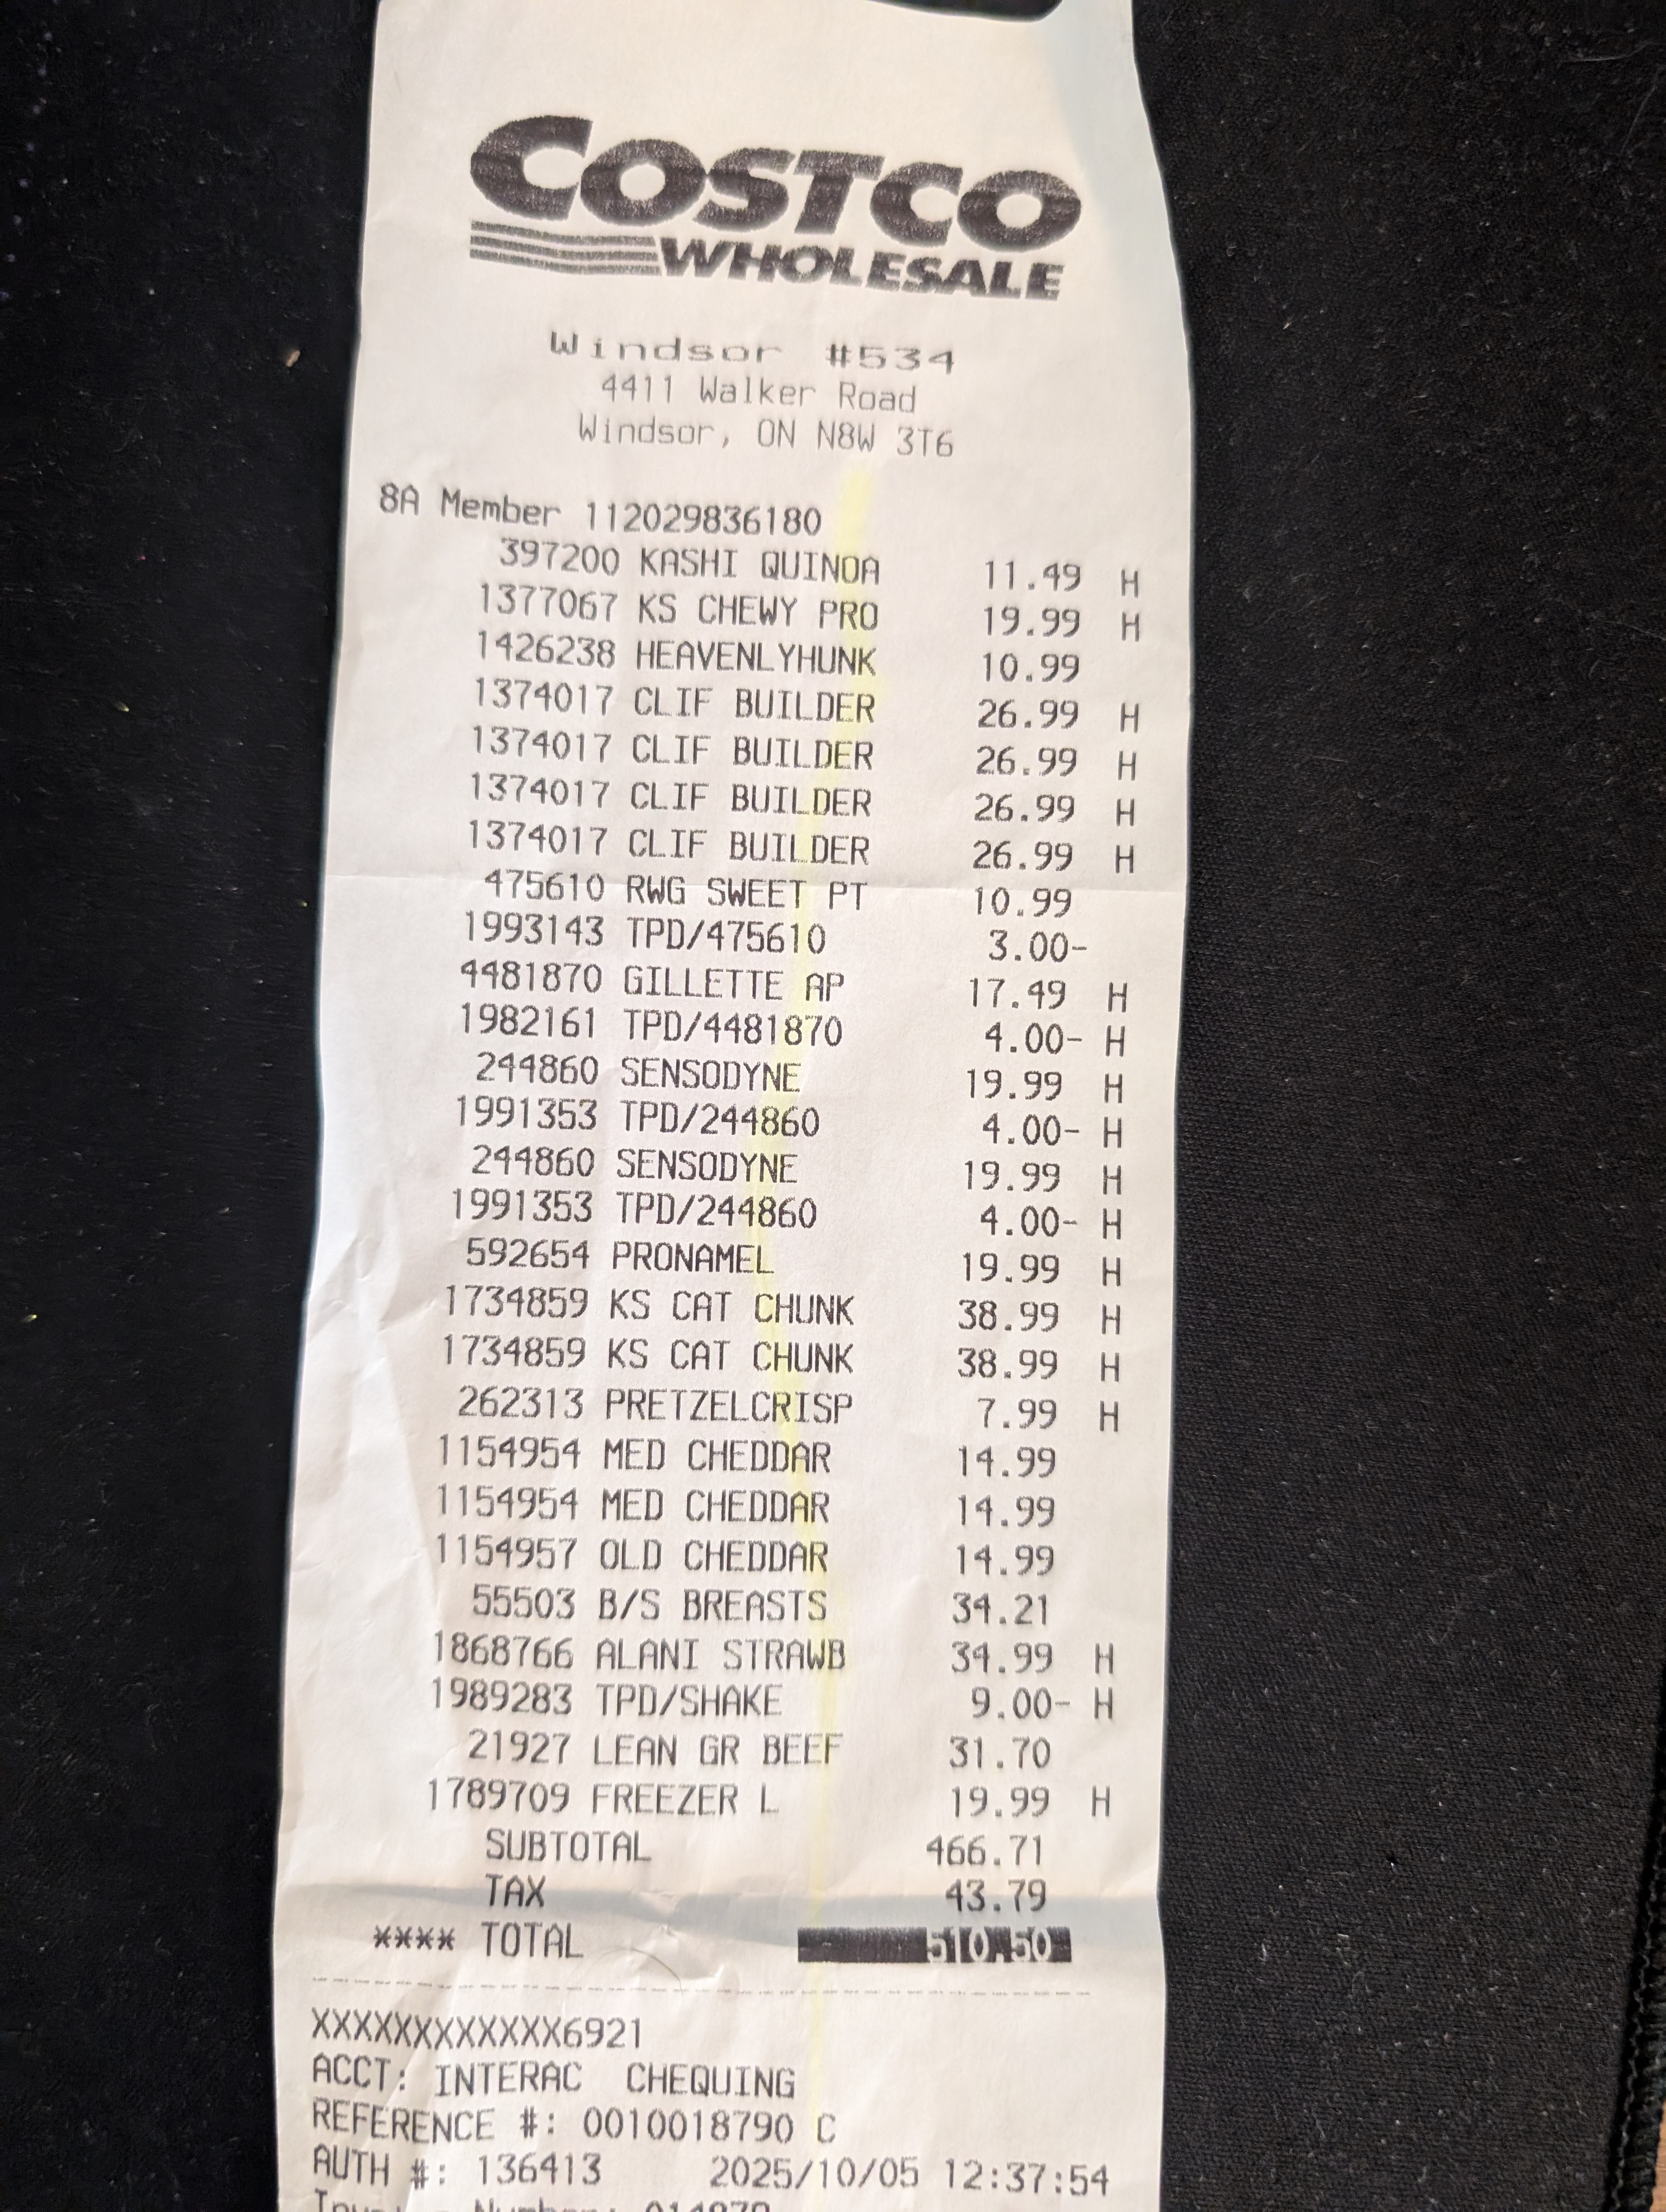 COSTCO
WHOLESALE
Windsor #534
4411 Walker Road
Windsor, ON N8W 3T6
8A Member 112029836180
397200 KASHI QUINOA 11.49 H
1377067 KS CHEWY PRO 19.99 H
1426238 HEAVENLYHUNK 10.99
1374017 CLIF BUILDER 26.99 H
1374017 CLIF BUILDER 26.99 H
1374017 CLIF BUILDER 26.99 H
1374017 CLIF BUILDER 26.99 H
475610 RWG SWEET PT 10.99
1993143 TPD/475610 3.00-
4481870 GILLETTE AP 17.49 H
1982161 TPD/4481870 4.00- H
244860 SENSODYNE 19.99 H
1991353 TPD/244860 4.00- H
244860 SENSODYNE 19.99 H
1991353 TPD/244860 4.00- H
592654 PRONAMEL 19.99 H
1734859 KS CAT CHUNK 38.99 H
1734859 KS CAT CHUNK 38.99 H
262313 PRETZELCRISP 7.99 H
1154954 MED CHEDDAR 14.99
1154954 MED CHEDDAR 14.99
1154957 OLD CHEDDAR 14.99
55503 B/S BREASTS 34.21
1868766 ALANI STRAWB 34.99 H
1989283 TPD/SHAKE 9.00- H
21927 LEAN GR BEEF 31.70
1789709 FREEZER L 19.99 H
SUBTOTAL 466.71
TAX 43.79
**** TOTAL 510.50
XXXXXXXXXXXX6921
ACCT: INTERAC CHEQUING
REFERENCE #: 0010018790 C
AUTH #: 136413 2025/10/05 12:37:54
Number: